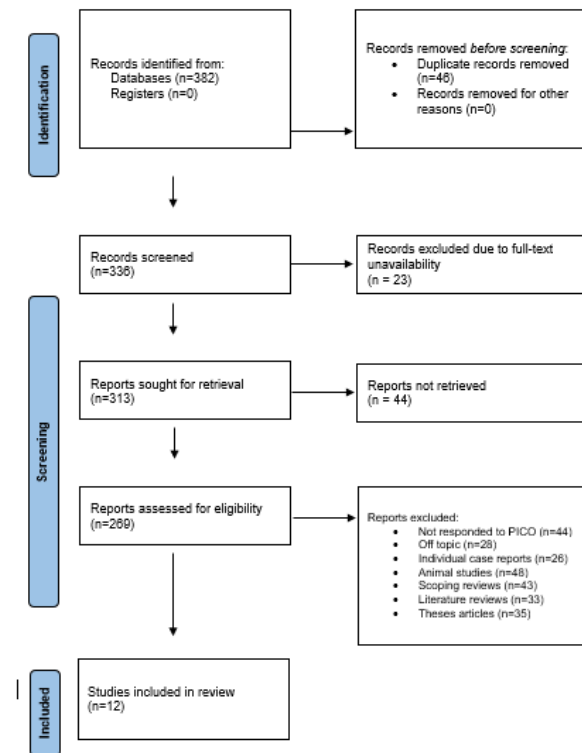 Identification
Records identified from:
Databases (n=382)
Registers (n=0)
Records removed before screening:
• Duplicate records removed
(n=46)
• Records removed for other
reasons (n=0)
Screening
Records screened
(n=336)
Records excluded due to full-text
unavailability
(n = 23)
Reports sought for retrieval
(n=313)
Reports not retrieved
(n = 44)
Reports assessed for eligibility
(n=269)
Reports excluded:
• Not responded to PICO (n=44)
• Off topic (n=28)
• Individual case reports (n=26)
• Animal studies (n=48)
• Scoping reviews (n=43)
• Literature reviews (n=33)
• Theses articles (n=35)
Included
Studies included in review
(n=12)